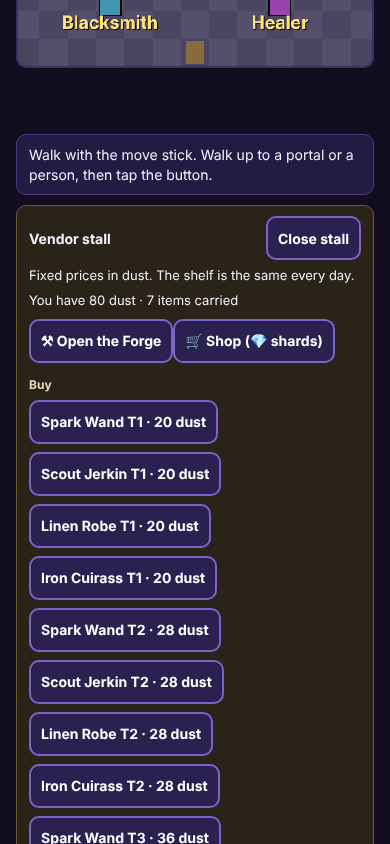 Blacksmith
Healer
Walk with the move stick. Walk up to a portal or a
person, then tap the button.
Vendor stall
Close stall
Fixed prices in dust. The shelf is the same every day.
You have 80 dust · 7 items carried
⚒ Open the Forge
🛒 Shop (💎 shards)
Buy
Spark Wand T1 · 20 dust
Scout Jerkin T1 · 20 dust
Linen Robe T1 · 20 dust
Iron Cuirass T1 · 20 dust
Spark Wand T2 · 28 dust
Scout Jerkin T2 · 28 dust
Linen Robe T2 · 28 dust
Iron Cuirass T2 · 28 dust
Spark Wand T3 · 36 dust